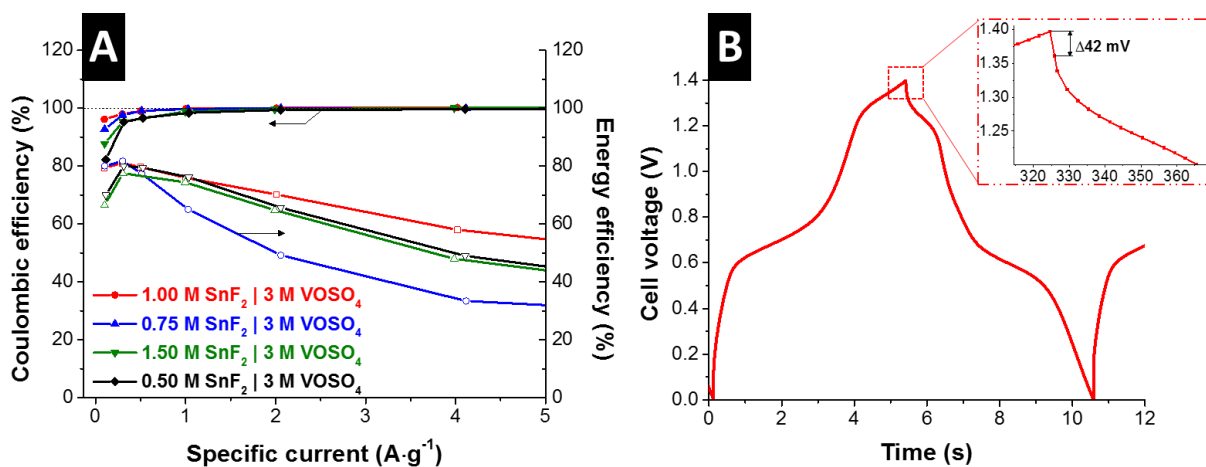 A
120
100
80
60
40
20
0
Coulombic efficiency (%)
120
100
80
60
40
20
0
Energy efficiency (%)
1.00 M SnF₂ | 3 M VOSO₄
0.75 M SnF₂ | 3 M VOSO₄
1.50 M SnF₂ | 3 M VOSO₄
0.50 M SnF₂ | 3 M VOSO₄
0 1 2 3 4 5
Specific current (A·g⁻¹)
B
1.4
1.2
1.0
0.8
0.6
0.4
0.2
0.0
Cell voltage (V)
1.40
1.35
1.30
1.25
Δ42 mV
320 330 340 350 360
0 2 4 6 8 10 12
Time (s)